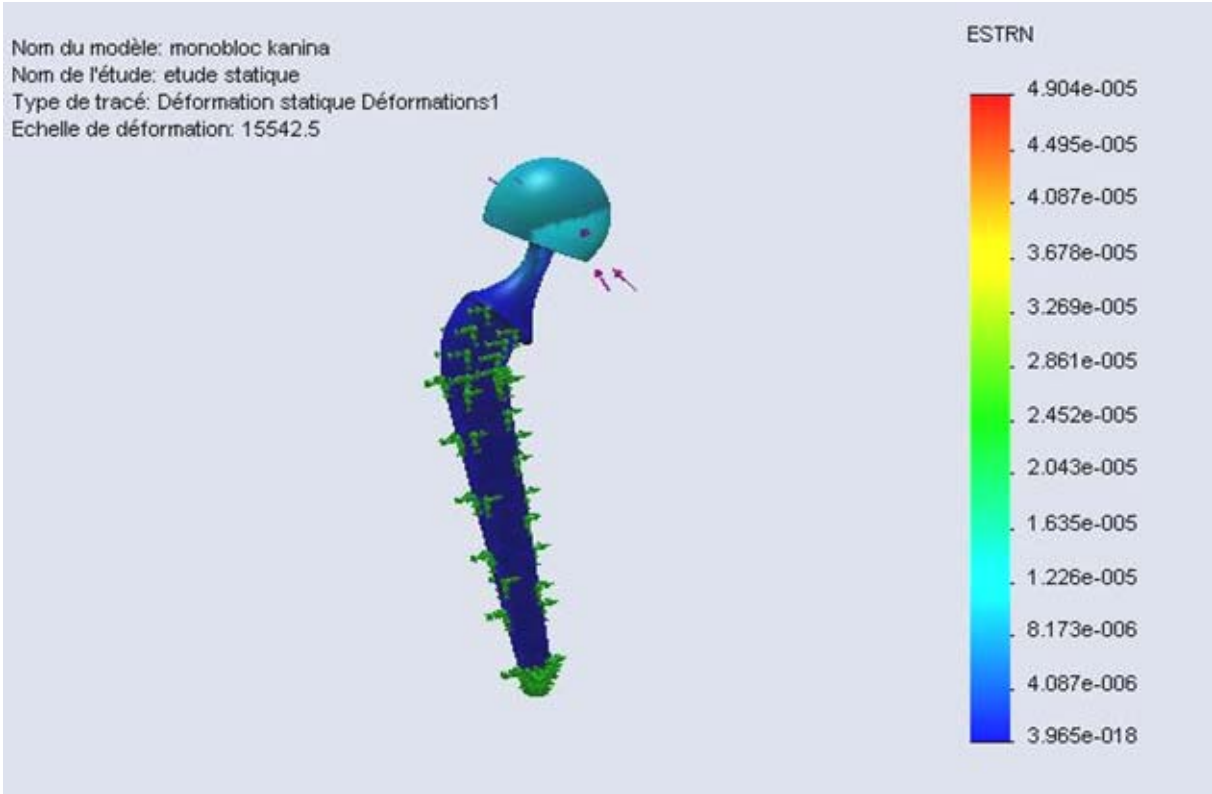 Nom du modèle: monobloc kanina
Nom de l'étude: etude statique
Type de tracé: Déformation statique Déformations1
Echelle de déformation: 15542.5
ESTRN
4.904e-005
4.495e-005
4.087e-005
3.678e-005
3.269e-005
2.861e-005
2.452e-005
2.043e-005
1.635e-005
1.226e-005
8.173e-006
4.087e-006
3.965e-018